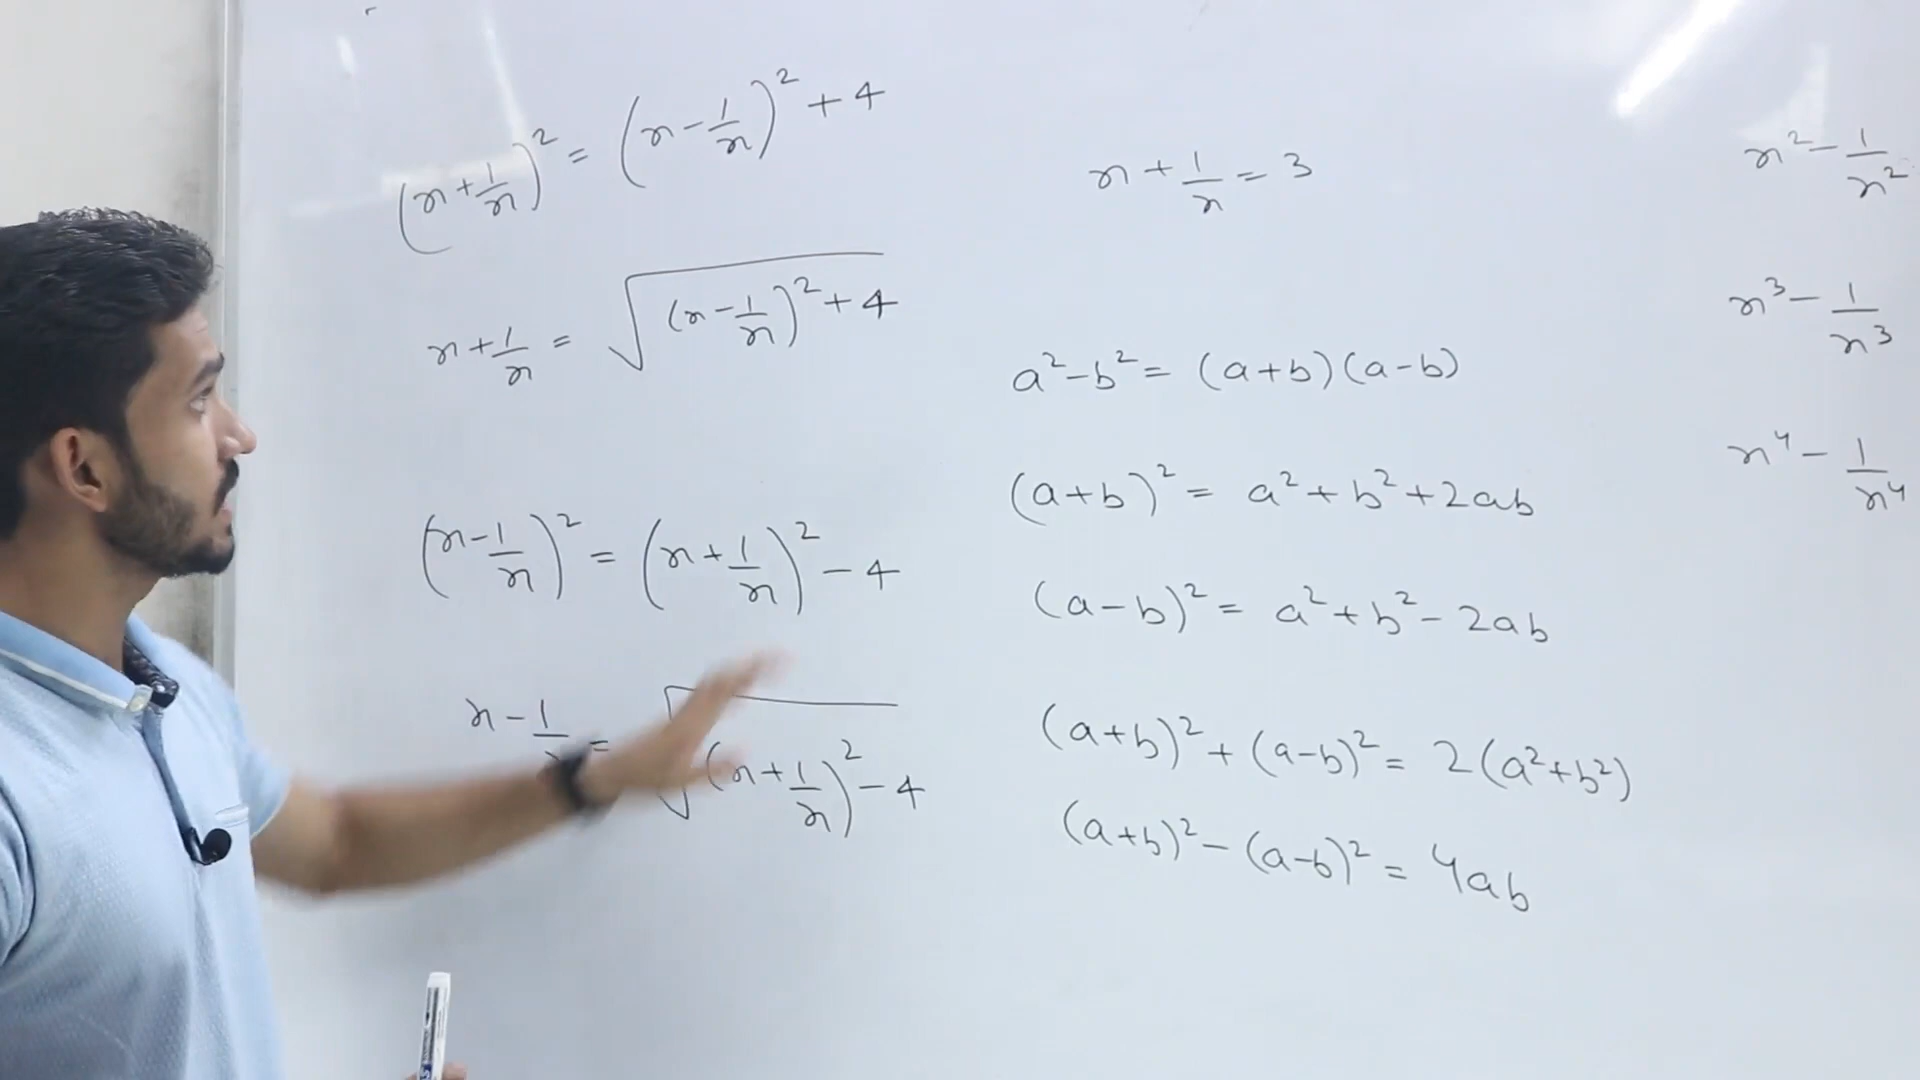 (x + 1/x)² = (x - 1/x)² + 4
x + 1/x = √((x - 1/x)² + 4)
(x - 1/x)² = (x + 1/x)² - 4
x - 1/x = √((x + 1/x)² - 4)
x + 1/x = 3
a² - b² = (a+b)(a-b)
(a+b)² = a² + b² + 2ab
(a-b)² = a² + b² - 2ab
(a+b)² + (a-b)² = 2(a²+b²)
(a+b)² - (a-b)² = 4ab
x² - 1/x²
x³ - 1/x³
x⁴ - 1/x⁴